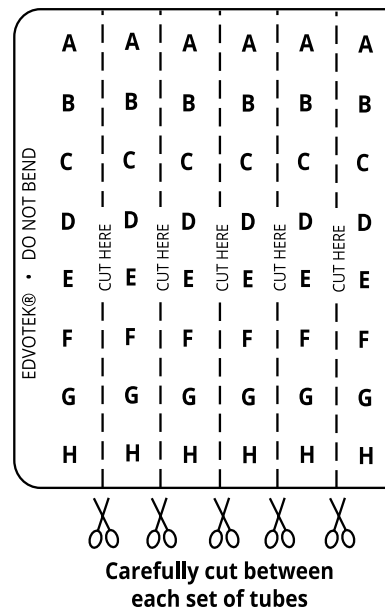 EDVOTEK® • DO NOT BEND
A A A A A A
B B B B B B
C C C C C C
D D D D D D
E E E E E E
F F F F F F
G G G G G G
H H H H H H
CUT HERE
CUT HERE
CUT HERE
CUT HERE
CUT HERE
Carefully cut between
each set of tubes